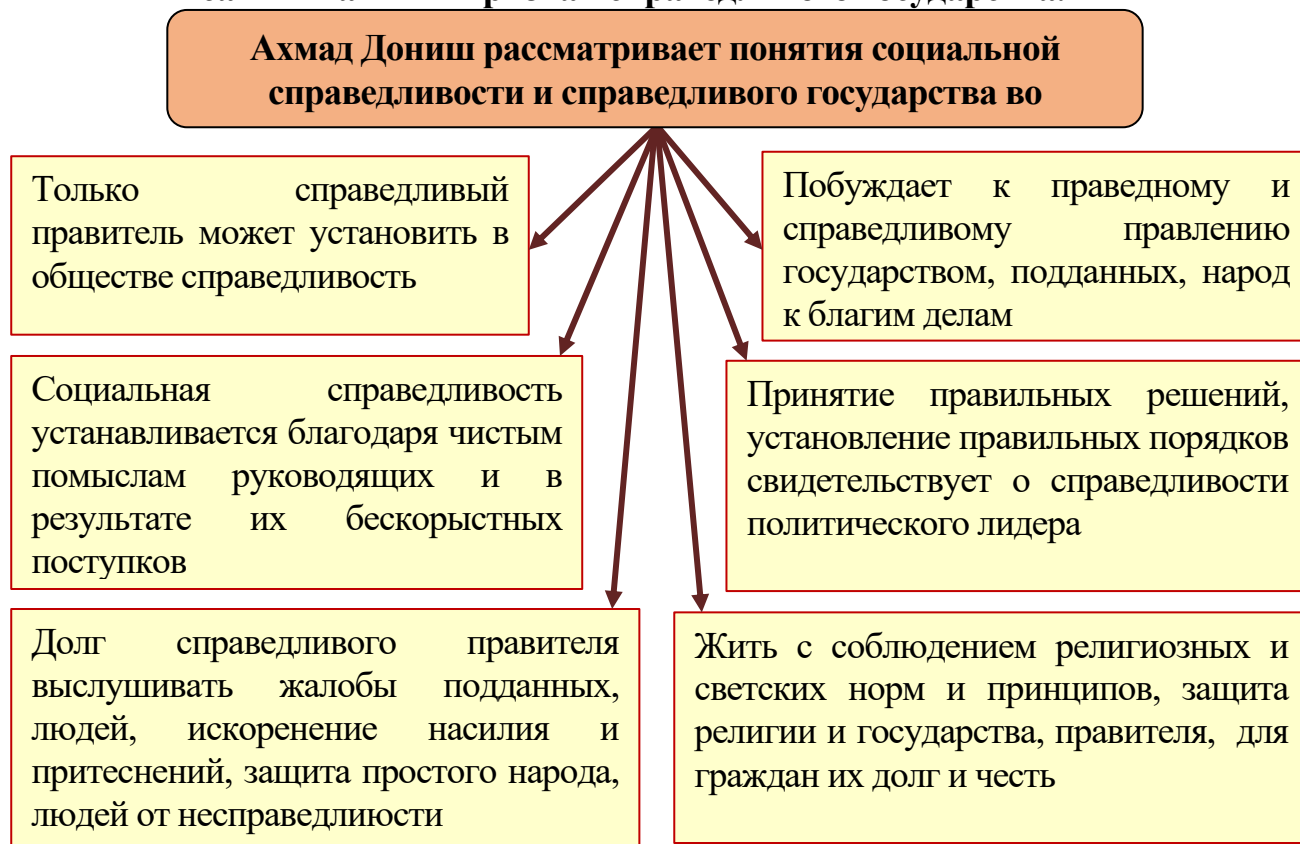 Ахмад Дониш рассматривает понятия социальной
справедливости и справедливого государства во
Только справедливый
правитель может установить в
обществе справедливость
Побуждает к праведному и
справедливому правлению
государством, подданных, народ
к благим делам
Социальная справедливость
устанавливается благодаря чистым
помыслам руководящих и в
результате их бескорыстных
поступков
Принятие правильных решений,
установление правильных порядков
свидетельствует о справедливости
политического лидера
Долг справедливого правителя
выслушивать жалобы подданных,
людей, искоренение насилия и
притеснений, защита простого народа,
людей от несправедлиюсти
Жить с соблюдением религиозных и
светских норм и принципов, защита
религии и государства, правителя, для
граждан их долг и честь